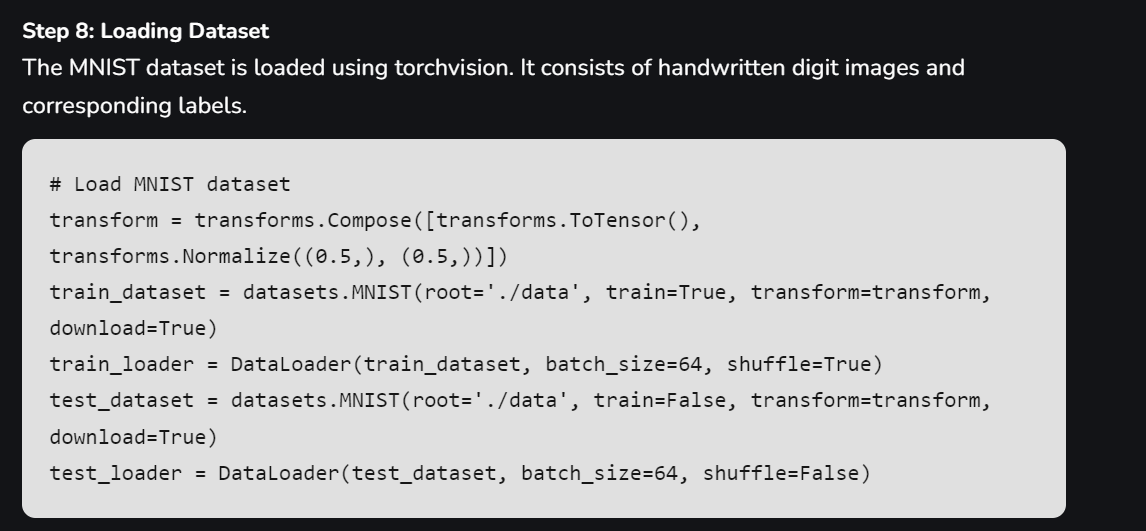 Step 8: Loading Dataset
The MNIST dataset is loaded using torchvision. It consists of handwritten digit images and
corresponding labels.
# Load MNIST dataset
transform = transforms.Compose([transforms.ToTensor(),
transforms.Normalize((0.5,), (0.5,))])
train_dataset = datasets.MNIST(root='./data', train=True, transform=transform,
download=True)
train_loader = DataLoader(train_dataset, batch_size=64, shuffle=True)
test_dataset = datasets.MNIST(root='./data', train=False, transform=transform,
download=True)
test_loader = DataLoader(test_dataset, batch_size=64, shuffle=False)